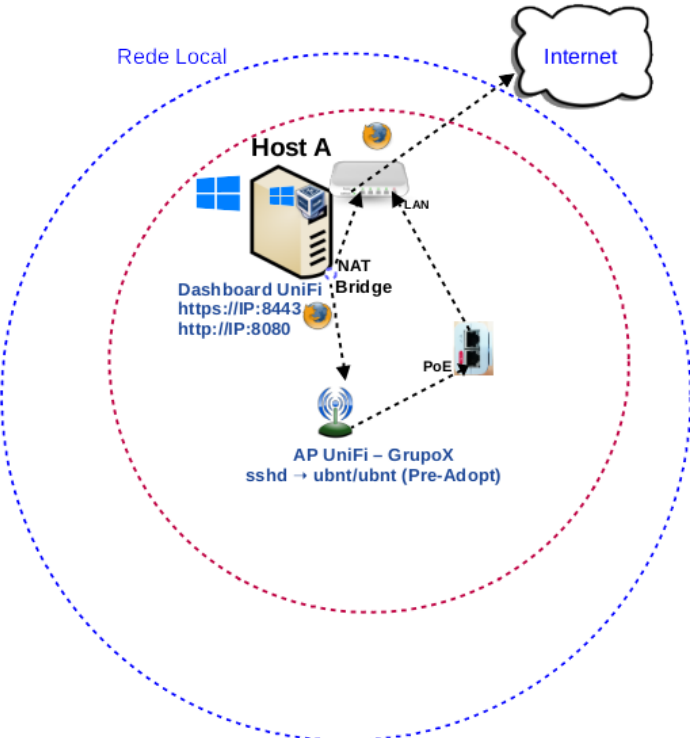 Rede Local
Internet
Host A
LAN
NAT
Bridge
Dashboard UniFi
https://IP:8443
http://IP:8080
PoE
AP UniFi – GrupoX
sshd → ubnt/ubnt (Pre-Adopt)